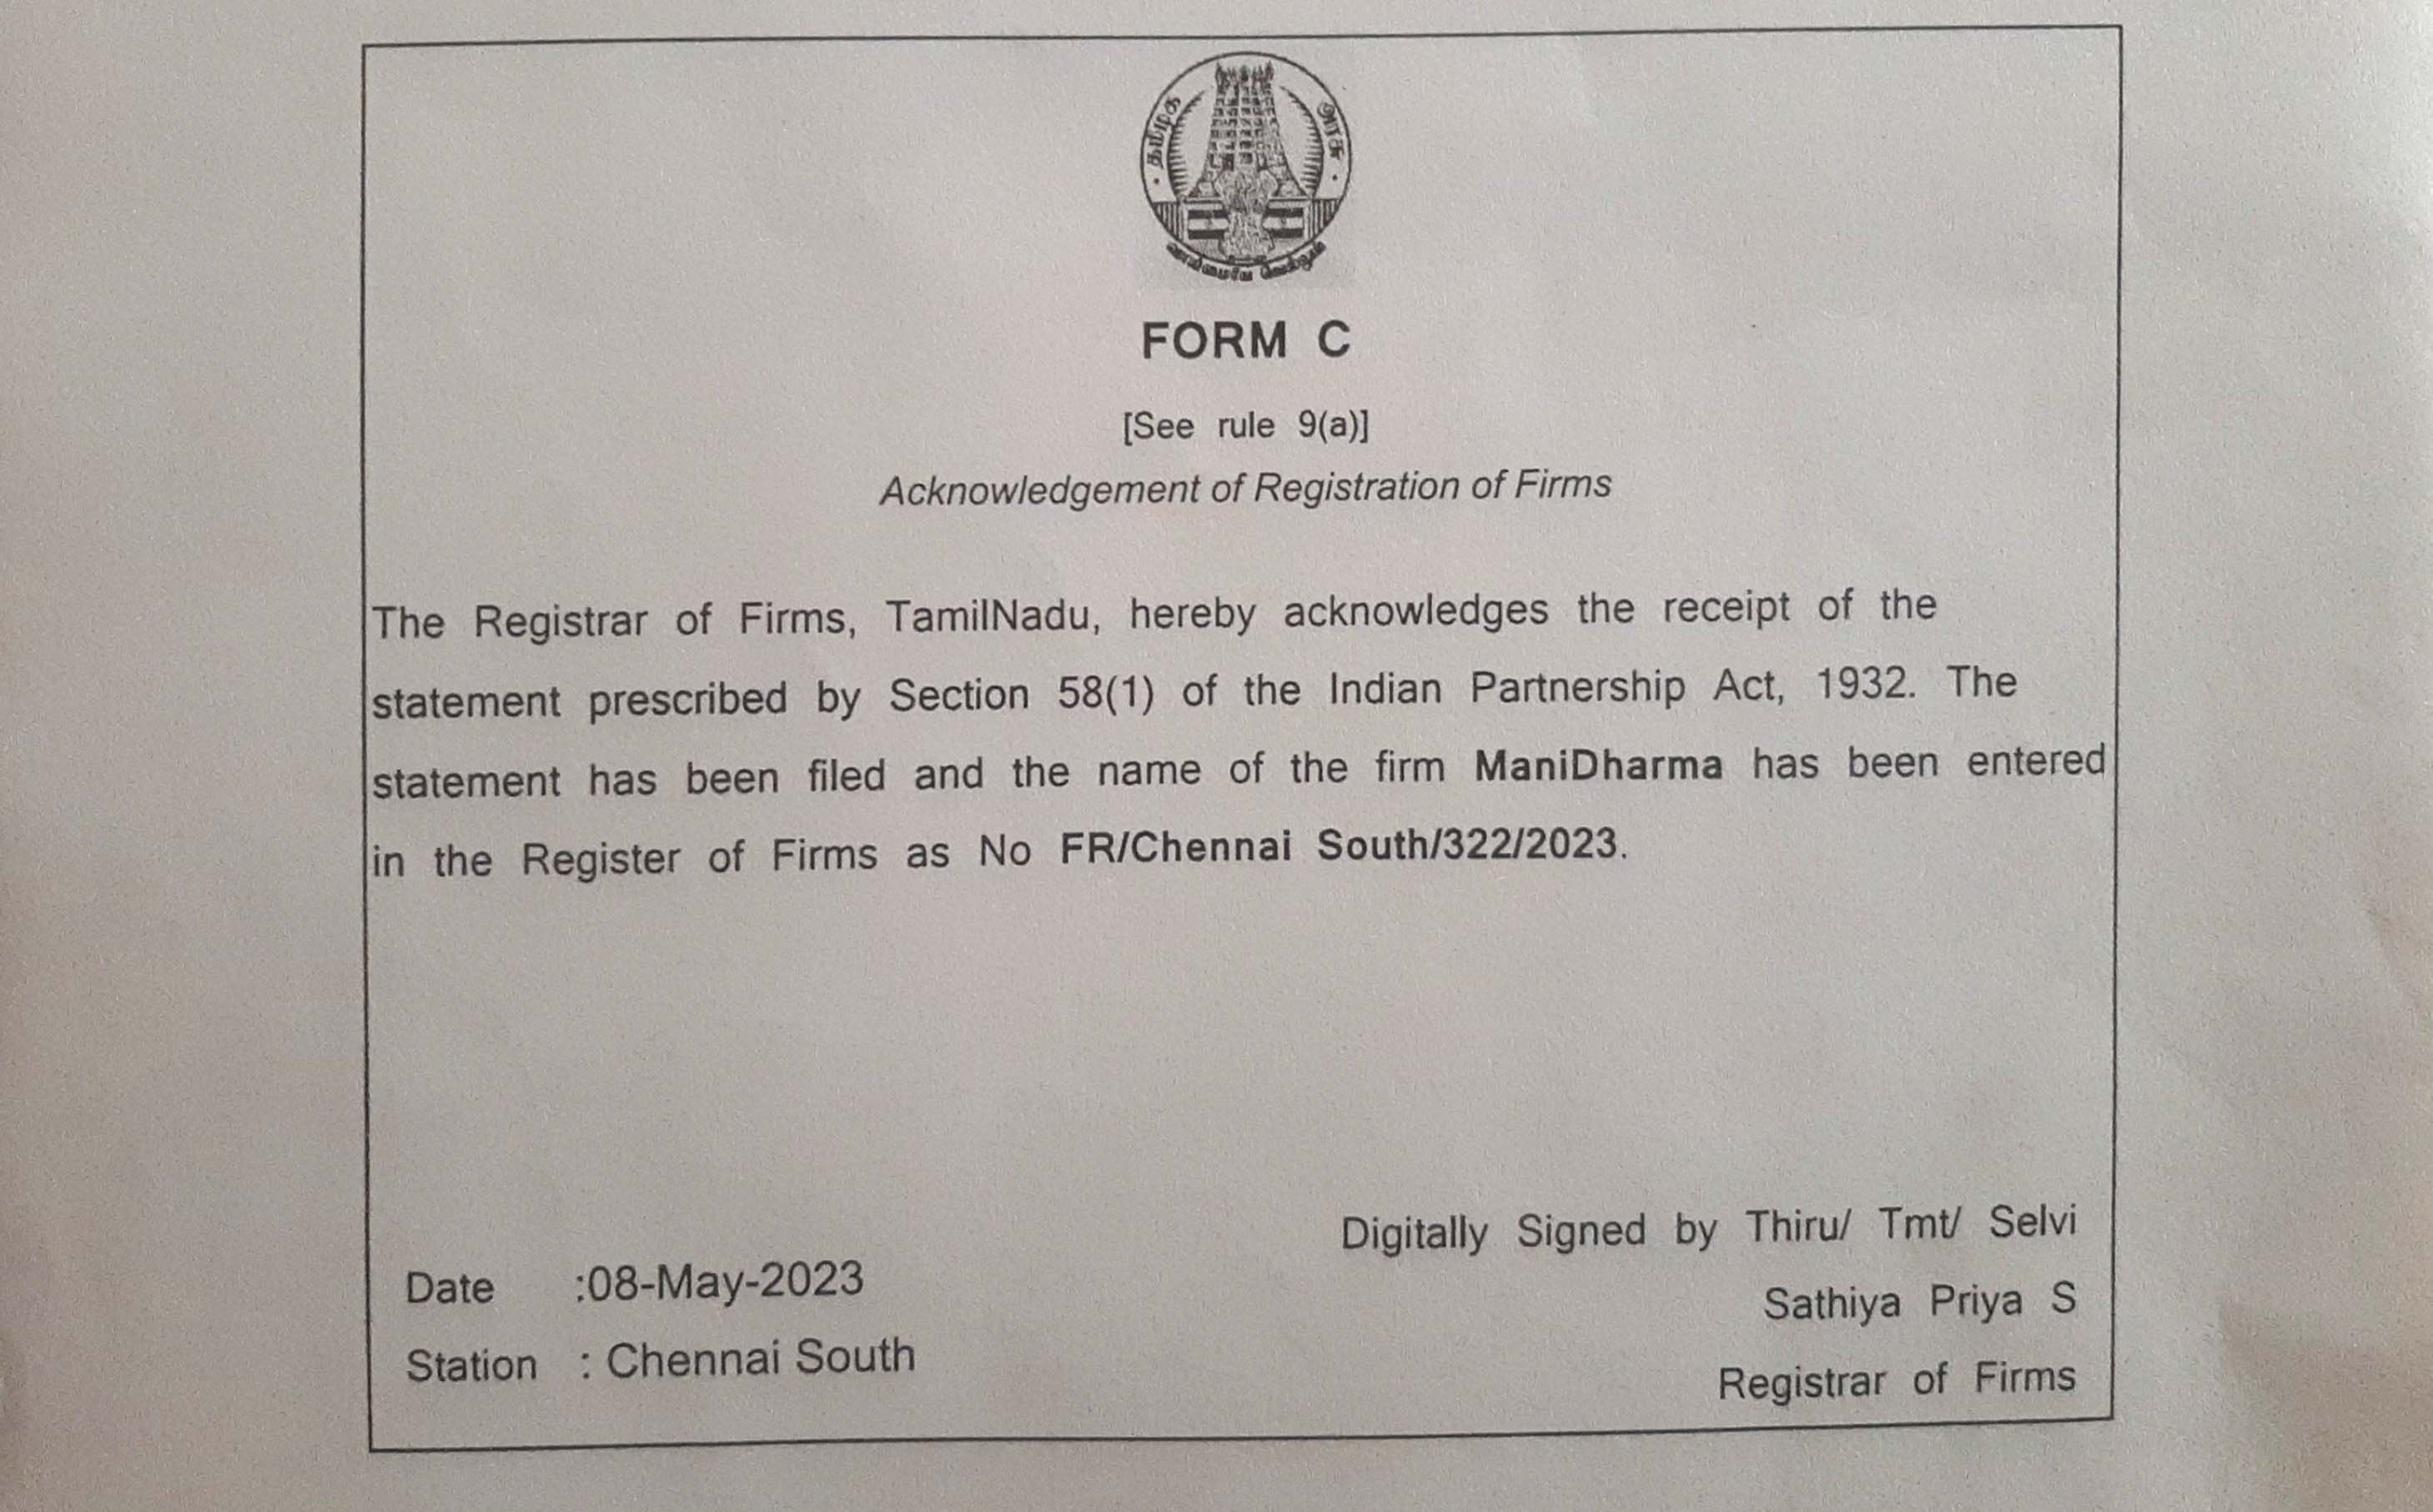 தமிழக அரசு
வாய்மையே வெல்லும்
FORM C
[See rule 9(a)]
Acknowledgement of Registration of Firms
The Registrar of Firms, TamilNadu, hereby acknowledges the receipt of the
statement prescribed by Section 58(1) of the Indian Partnership Act, 1932. The
statement has been filed and the name of the firm ManiDharma has been entered
in the Register of Firms as No FR/Chennai South/322/2023.
Digitally Signed by Thiru/ Tmt/ Selvi
Date :08-May-2023
Sathiya Priya S
Station : Chennai South
Registrar of Firms